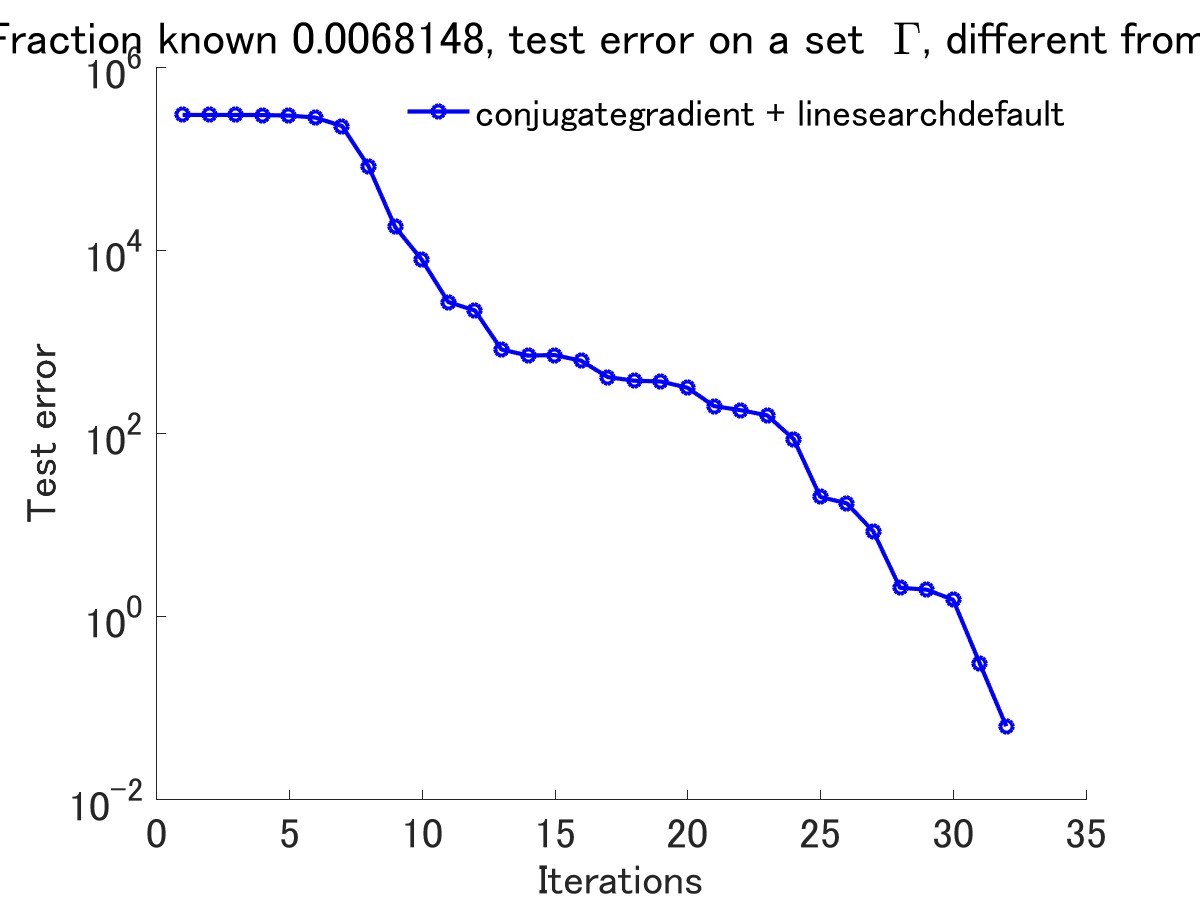 Fraction known 0.0068148, test error on a set Γ, different from
10^6
conjugategradient + linesearchdefault
10^4
10^2
10^0
10^-2
Test error
0 5 10 15 20 25 30 35
Iterations